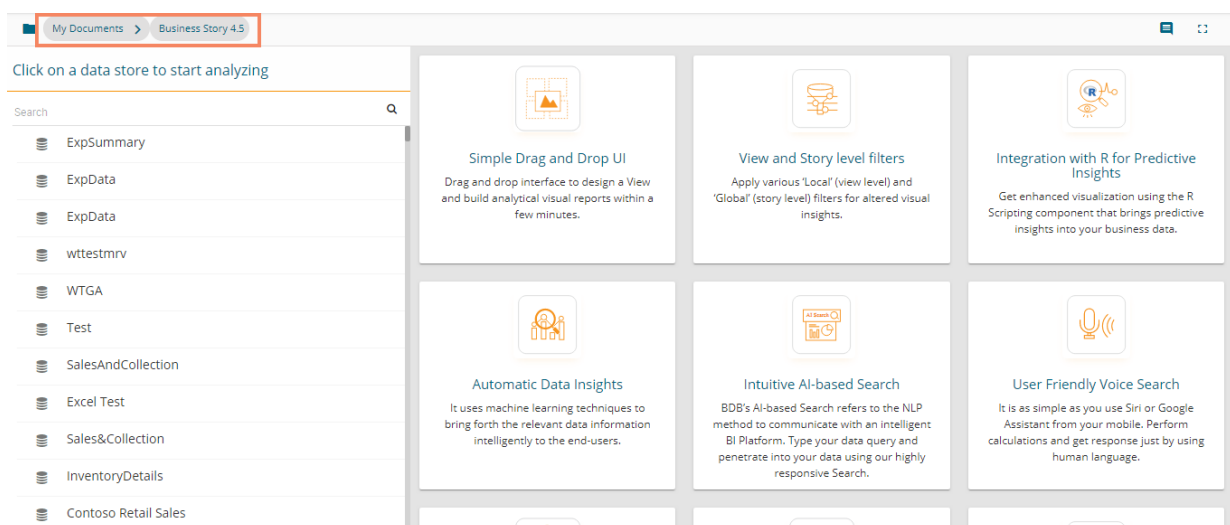 My Documents > Business Story 4.5
Click on a data store to start analyzing
Search
ExpSummary
ExpData
ExpData
wttestmrv
WTGA
Test
SalesAndCollection
Excel Test
Sales&Collection
InventoryDetails
Contoso Retail Sales
Simple Drag and Drop UI
Drag and drop interface to design a View
and build analytical visual reports within a
few minutes.
View and Story level filters
Apply various ‘Local’ (view level) and
‘Global’ (story level) filters for altered visual
insights.
R
Integration with R for Predictive
Insights
Get enhanced visualization using the R
Scripting component that brings predictive
insights into your business data.
Automatic Data Insights
It uses machine learning techniques to
bring forth the relevant data information
intelligently to the end-users.
AI Search
Intuitive AI-based Search
BDB’s AI-based Search refers to the NLP
method to communicate with an intelligent
BI Platform. Type your data query and
penetrate into your data using our highly
responsive Search.
User Friendly Voice Search
It is as simple as you use Siri or Google
Assistant from your mobile. Perform
calculations and get response just by using
human language.